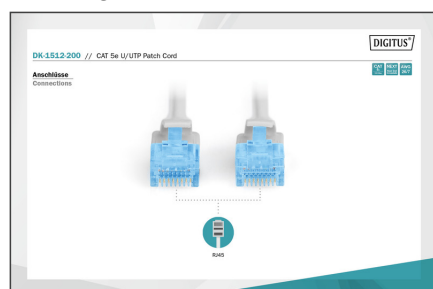 DIGITUS®
DK-1512-200 // CAT 5e U/UTP Patch Cord
Anschlüsse
Connections
RJ45